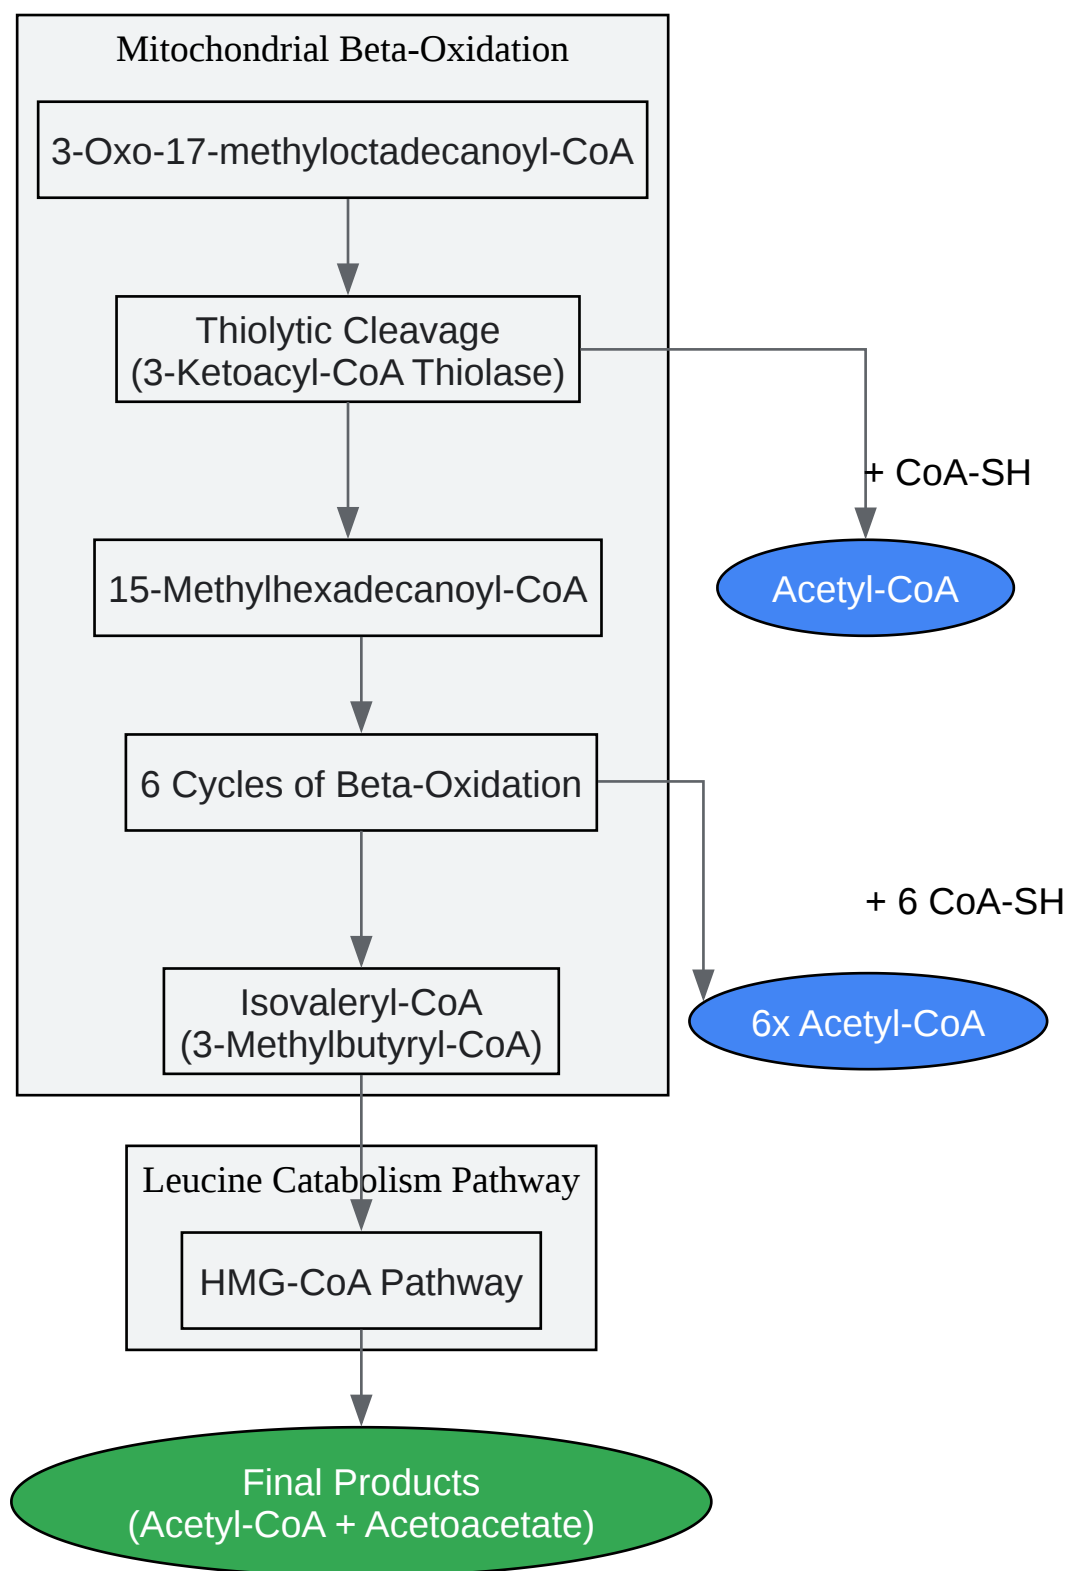 Mitochondrial Beta-Oxidation
3-Oxo-17-methyloctadecanoyl-CoA
Thiolytic Cleavage
(3-Ketoacyl-CoA Thiolase)
+ CoA-SH
15-Methylhexadecanoyl-CoA
Acetyl-CoA
6 Cycles of Beta-Oxidation
+ 6 CoA-SH
Isovaleryl-CoA
(3-Methylbutyryl-CoA)
6x Acetyl-CoA
Leucine Catabolism Pathway
HMG-CoA Pathway
Final Products
(Acetyl-CoA + Acetoacetate)